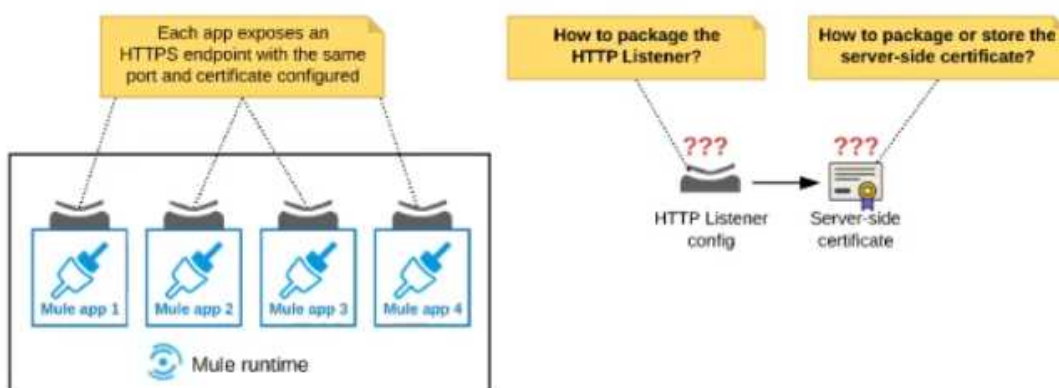 Each app exposes an
HTTPS endpoint with the same
port and certificate configured
How to package the
HTTP Listener?
How to package or store the
server-side certificate?
???
???
HTTP Listener
config
Server-side
certificate
Mule app 1
Mule app 2
Mule app 3
Mule app 4
Mule runtime